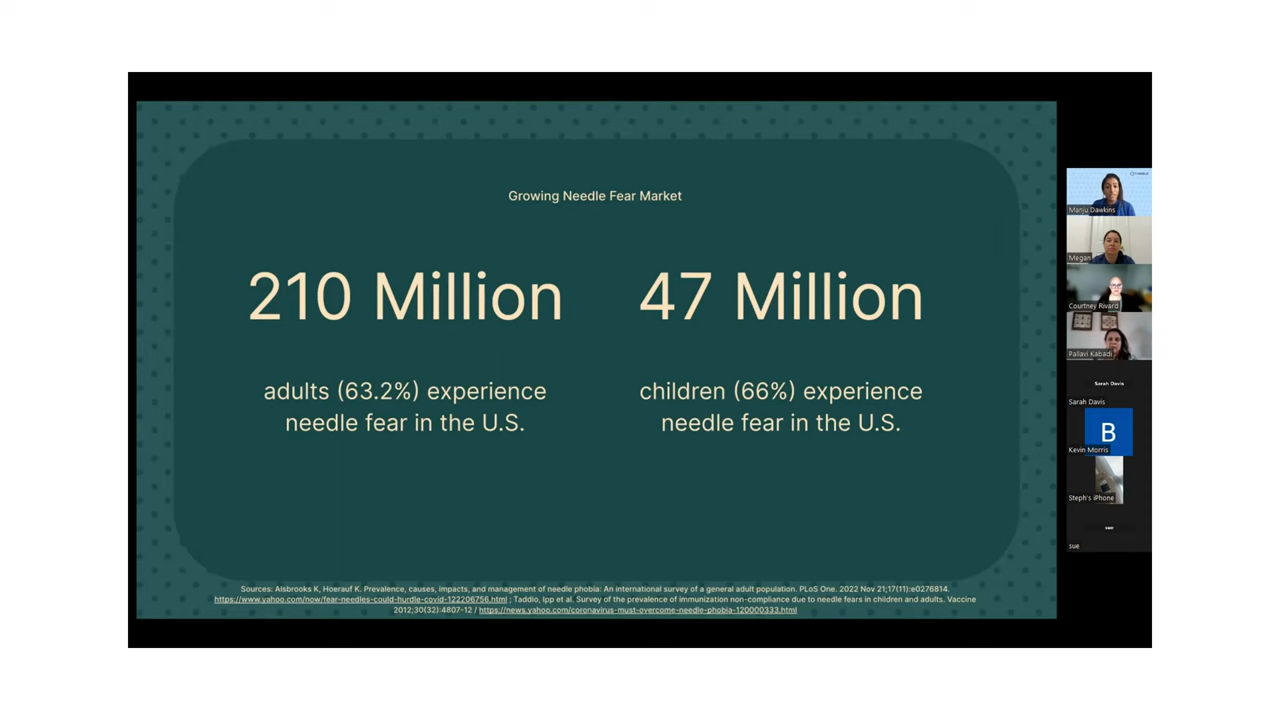 Growing Needle Fear Market
210 Million
47 Million
adults (63.2%) experience
needle fear in the U.S.
children (66%) experience
needle fear in the U.S.
Sources: Alsbrooks K, Hoerauf K. Prevalence, causes, impacts, and management of needle phobia: An international survey of a general adult population. PLoS One. 2022 Nov 21;17(11):e0276814.
https://www.yahoo.com/now/fear-needles-could-hurdle-covid-122206756.html ; Taddio, Ipp et al. Survey of the prevalence of immunization non-compliance due to needle fears in children and adults. Vaccine
2012;30(32):4807-12 / https://news.yahoo.com/coronavirus-must-overcome-needle-phobia-120000333.html
Manju Dawkins
Megan
Courtney Rivard
Pallavi Kabadi
Sarah Davis
Sarah Davis
B
Kevin Morris
Steph's iPhone
sue
sue